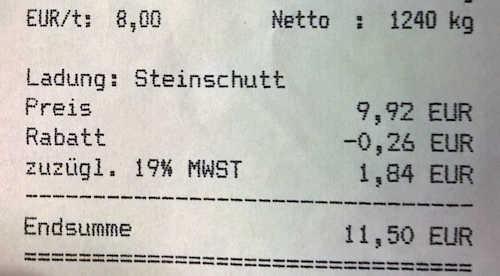 EUR/t: 8,00 Netto : 1240 kg
Ladung: Steinschutt
Preis 9,92 EUR
Rabatt -0,26 EUR
zuzügl. 19% MWST 1,84 EUR
--------------------------------
Endsumme 11,50 EUR
================================